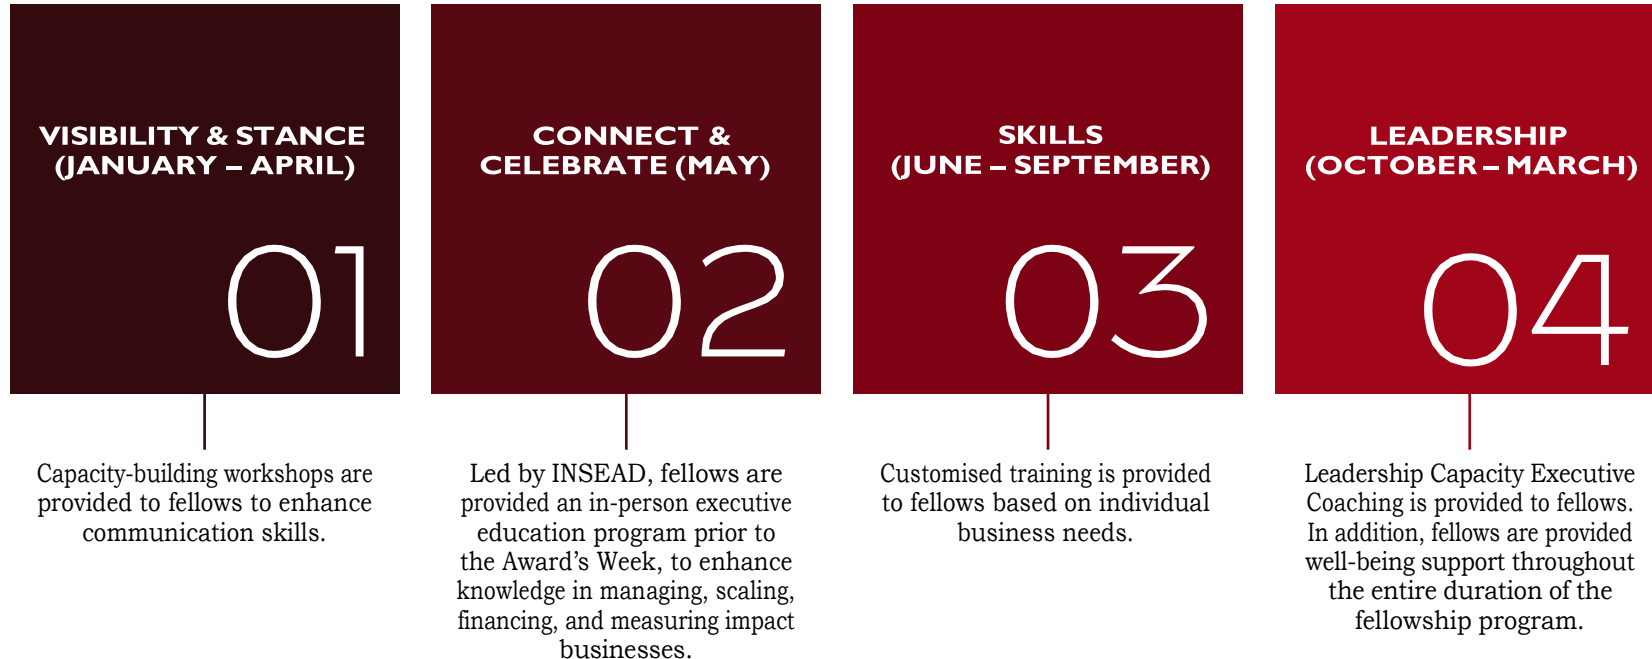 VISIBILITY & STANCE
(JANUARY – APRIL)
01
Capacity-building workshops are
provided to fellows to enhance
communication skills.
CONNECT &
CELEBRATE (MAY)
02
Led by INSEAD, fellows are
provided an in-person executive
education program prior to
the Award’s Week, to enhance
knowledge in managing, scaling,
financing, and measuring impact
businesses.
SKILLS
(JUNE – SEPTEMBER)
03
Customised training is provided
to fellows based on individual
business needs.
LEADERSHIP
(OCTOBER – MARCH)
04
Leadership Capacity Executive
Coaching is provided to fellows.
In addition, fellows are provided
well-being support throughout
the entire duration of the
fellowship program.